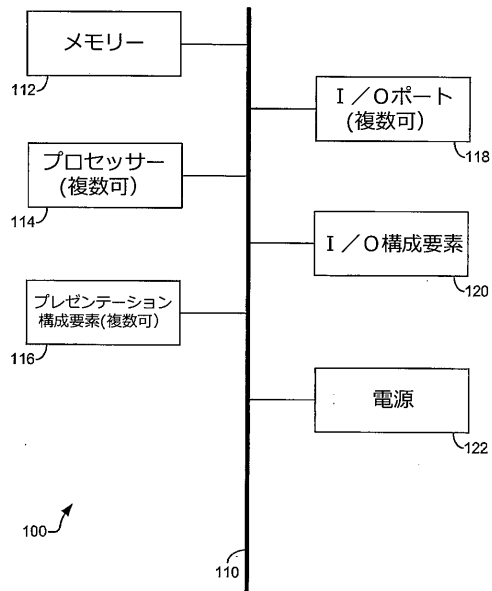 メモリー
112
プロセッサー
(複数可)
114
プレゼンテーション
構成要素(複数可)
116
I/Oポート
(複数可)
118
I/O構成要素
120
電源
122
100
110